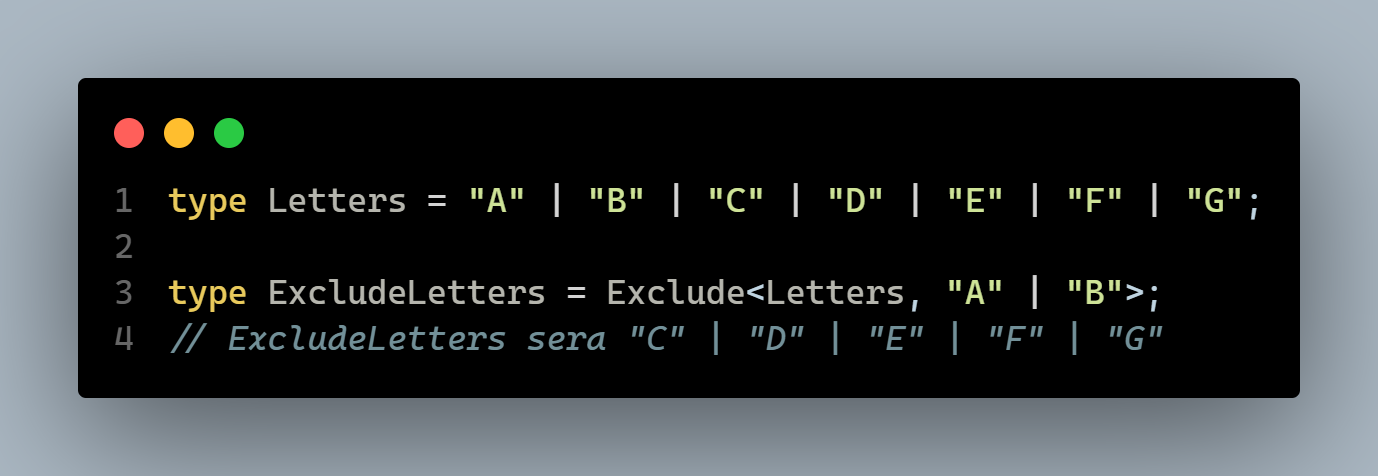 1 type Letters = "A" | "B" | "C" | "D" | "E" | "F" | "G";
2
3 type ExcludeLetters = Exclude<Letters, "A" | "B">;
4 // ExcludeLetters sera "C" | "D" | "E" | "F" | "G"